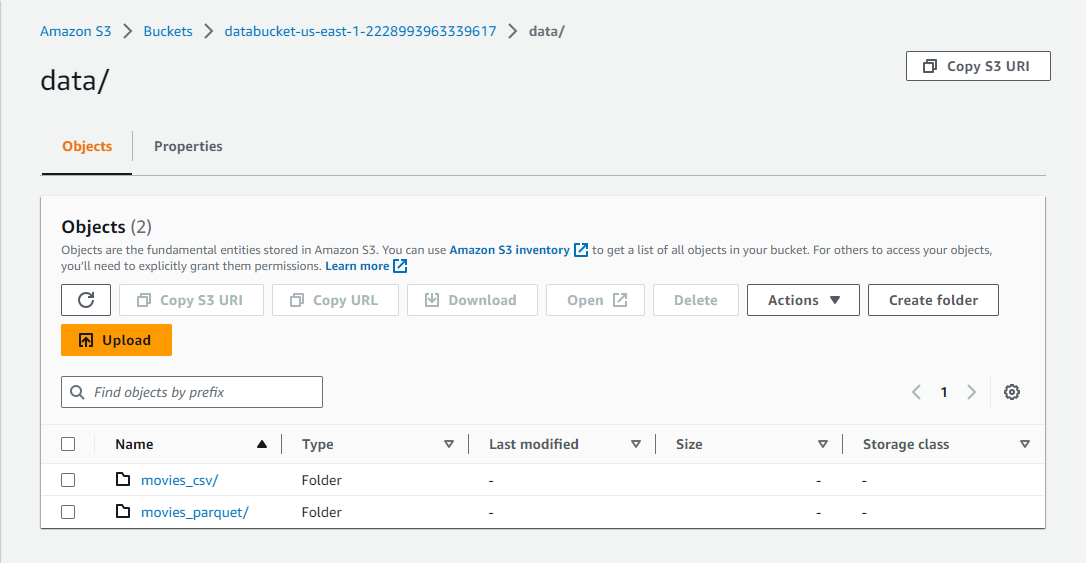 Amazon S3 > Buckets > databucket-us-east-1-2228993963339617 > data/
data/
Copy S3 URI
Objects
Properties
Objects (2)
Objects are the fundamental entities stored in Amazon S3. You can use Amazon S3 inventory to get a list of all objects in your bucket. For others to access your objects,
you'll need to explicitly grant them permissions. Learn more
Copy S3 URI Copy URL Download Open Delete Actions Create folder
Upload
Find objects by prefix
1
Name Type Last modified Size Storage class
movies_csv/ Folder - - -
movies_parquet/ Folder - - -